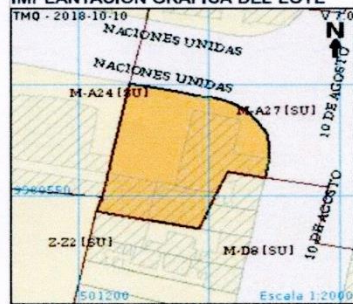 IMPLANTACIÓN GRÁFICA DEL LOTE
TMQ - 2018-10-10
N
NACIONES UNIDAS
NACIONES UNIDAS
M-A24 [SU]
M-A27 [SU]
10 DE AGOSTO
9980550
Z-Z2 [SU]
M-D8 [SU]
10 DE AGOSTO
501200
Escala 1:2000